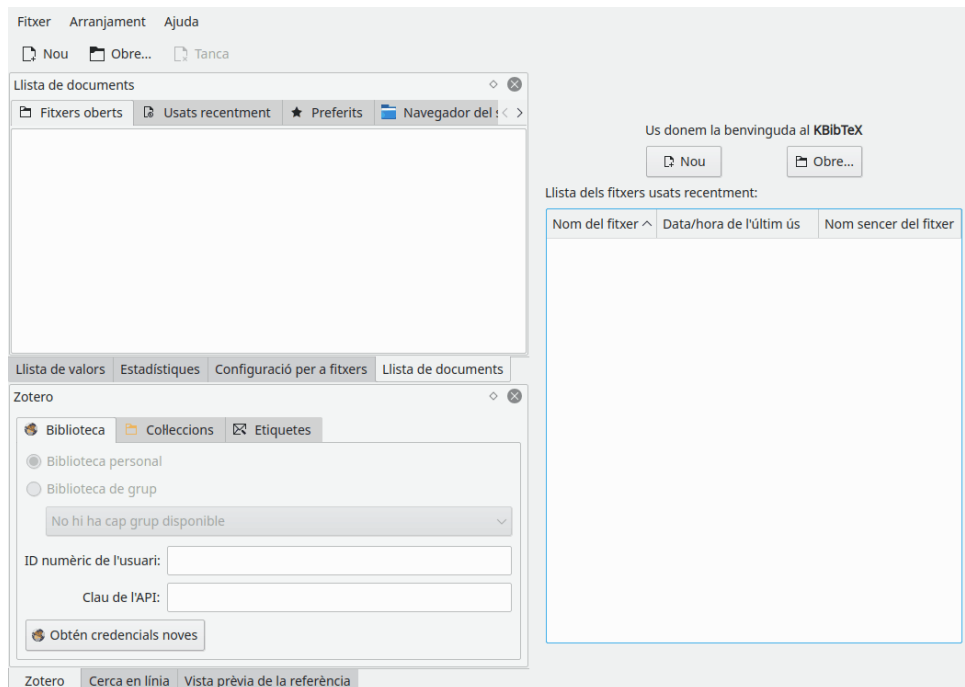 Fitxer Arranjament Ajuda
Nou Obre... Tanca
Llista de documents
Fitxers oberts Usats recentment Preferits Navegador del
Llista de valors Estadístiques Configuració per a fitxers Llista de documents
Zotero
Biblioteca Col·leccions Etiquetes
Biblioteca personal
Biblioteca de grup
No hi ha cap grup disponible
ID numèric de l'usuari:
Clau de l'API:
Obtén credencials noves
Zotero Cerca en línia Vista prèvia de la referència
Us donem la benvinguda al KBibTeX
Nou Obre...
Llista dels fitxers usats recentment:
Nom del fitxer Data/hora de l'últim ús Nom sencer del fitxer